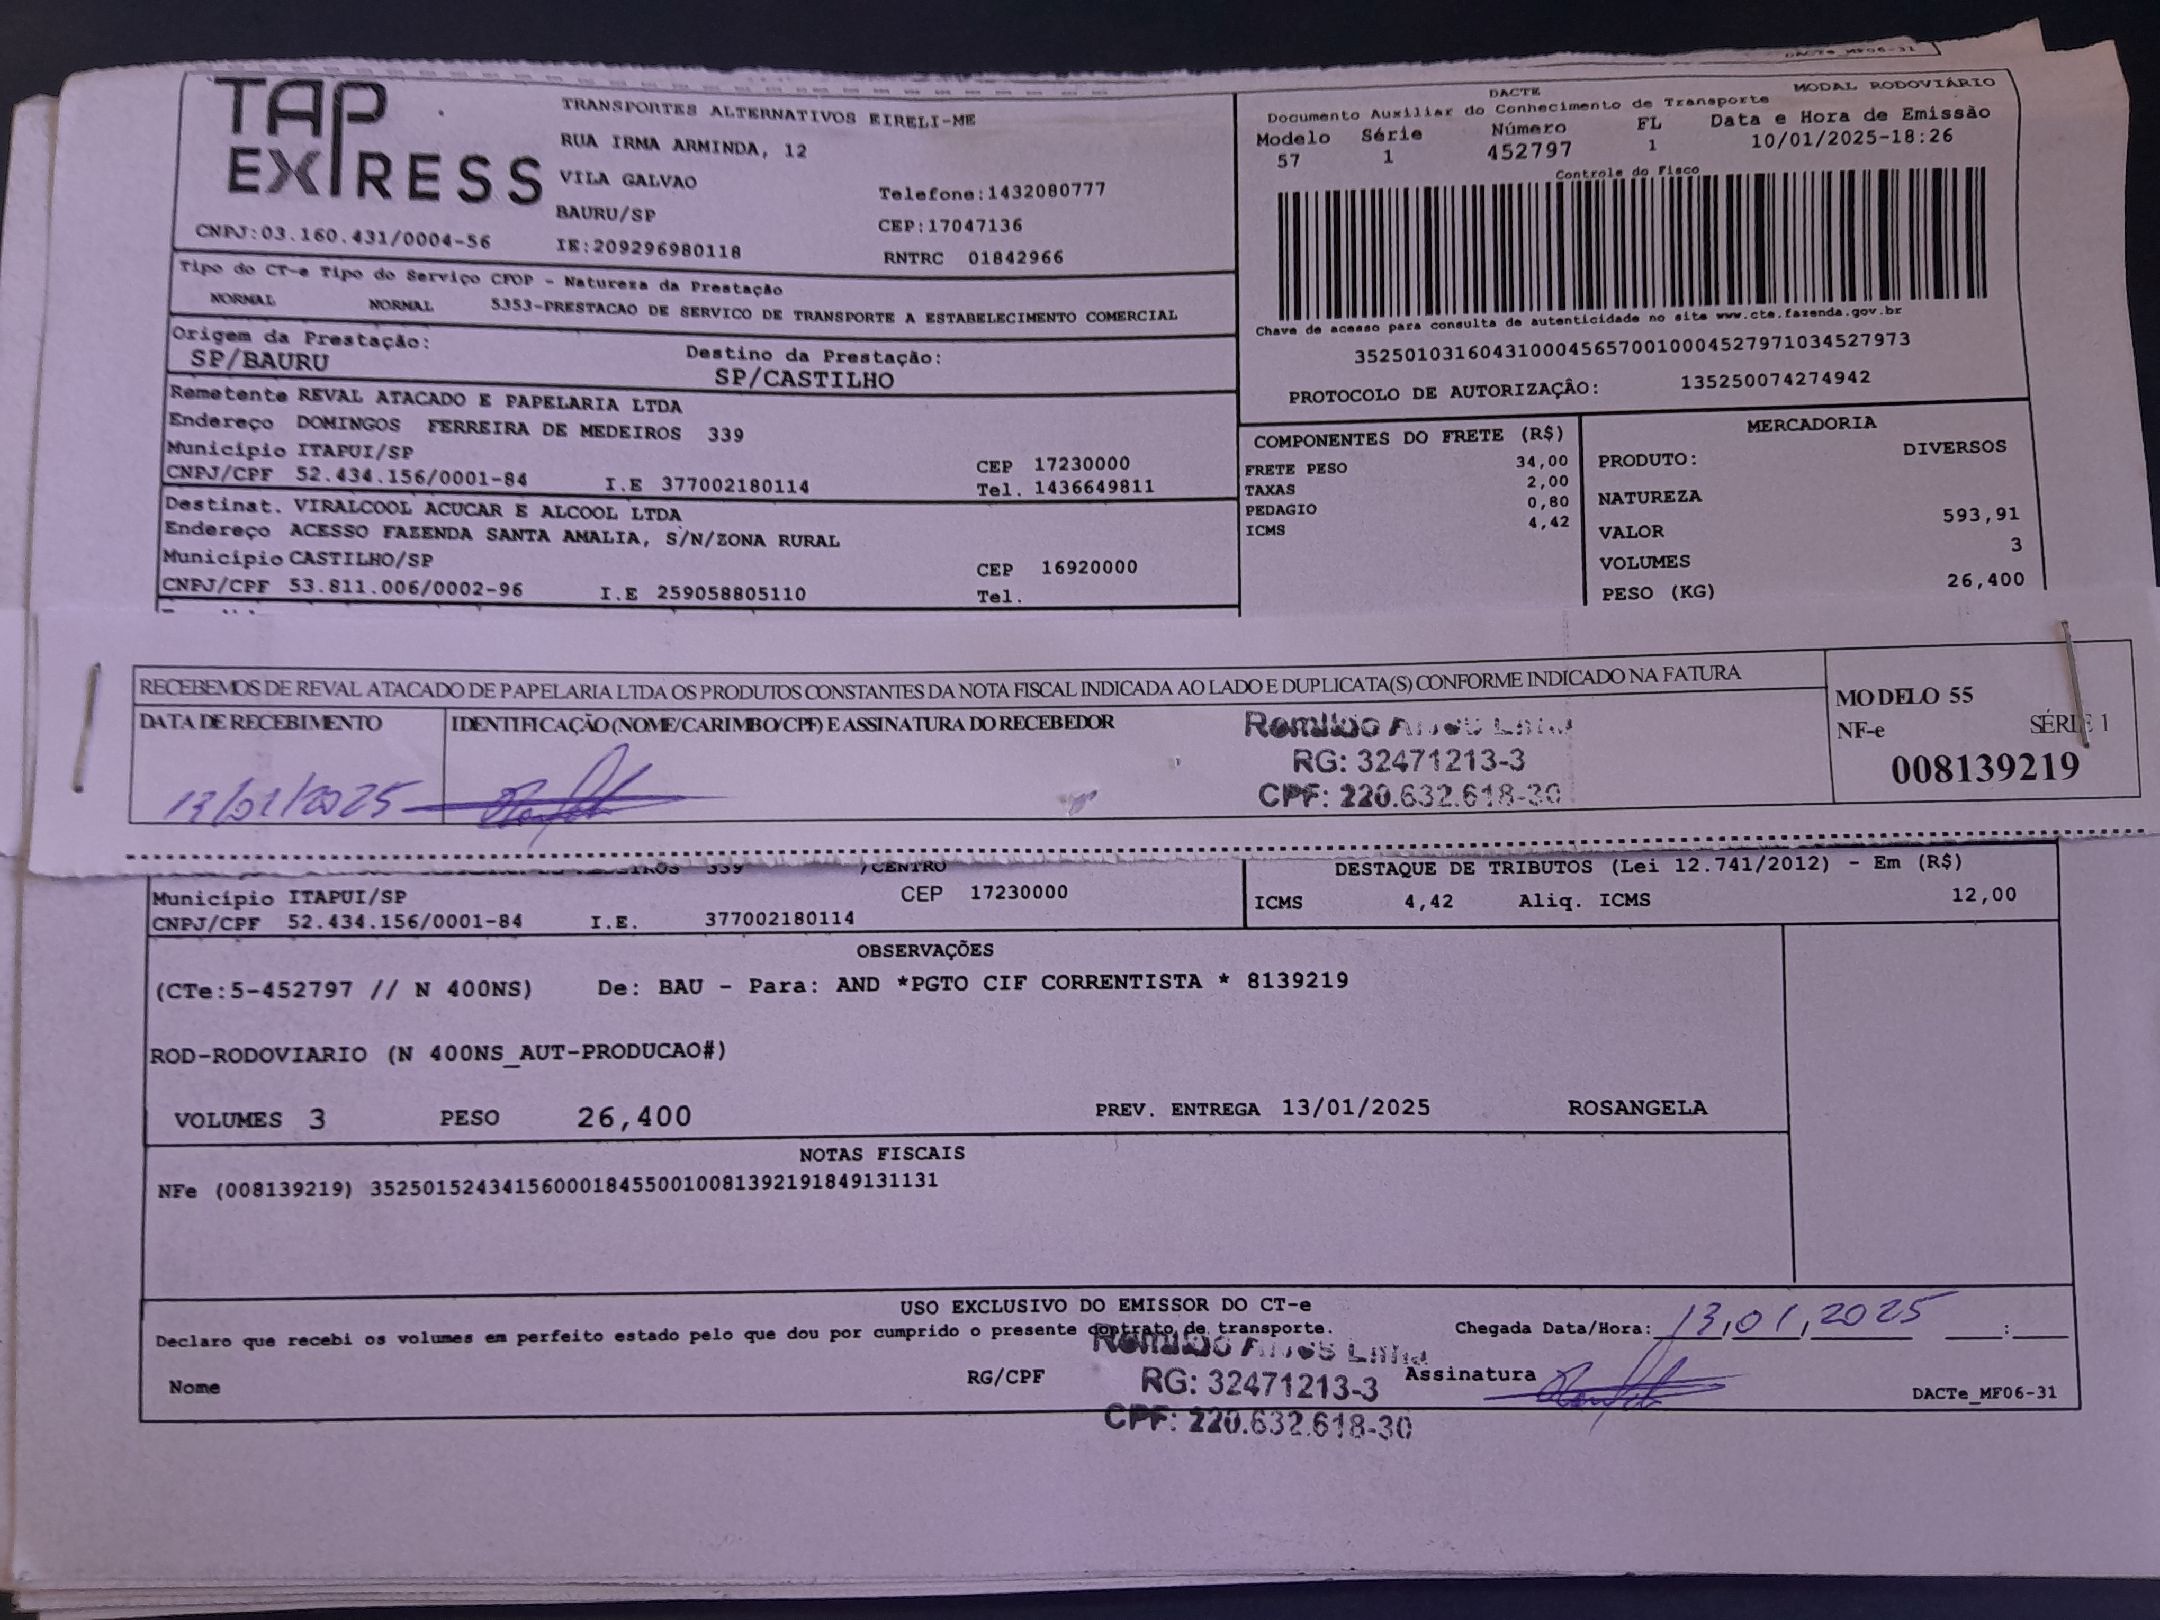 DACTe_MF06-31
TAP EXPRESS
TRANSPORTES ALTERNATIVOS EIRELI-ME
RUA IRMA ARMINDA, 12
VILA GALVAO
Telefone:1432080777
BAURU/SP
CEP:17047136
CNPJ:03.160.431/0004-56
IE:209296980118
RNTRC 01842966
MODAL RODOVIÁRIO
DACTE
Documento Auxiliar do Conhecimento de Transporte
Modelo Série Número FL Data e Hora de Emissão
57 1 452797 1 10/01/2025-18:26
Controle do Fisco
Chave de acesso para consulta de autenticidade no site www.cte.fazenda.gov.br
35250103160431000456570010004527971034527973
PROTOCOLO DE AUTORIZAÇÂO: 135250074274942
Tipo do CT-e Tipo do Serviço CFOP - Natureza da Prestação
NORMAL NORMAL 5353-PRESTACAO DE SERVICO DE TRANSPORTE A ESTABELECIMENTO COMERCIAL
Origem da Prestação: Destino da Prestação:
SP/BAURU SP/CASTILHO
Remetente REVAL ATACADO E PAPELARIA LTDA
Endereço DOMINGOS FERREIRA DE MEDEIROS 339
Município ITAPUI/SP CEP 17230000
CNPJ/CPF 52.434.156/0001-84 I.E 377002180114 Tel. 1436649811
Destinat. VIRALCOOL ACUCAR E ALCOOL LTDA
Endereço ACESSO FAZENDA SANTA AMALIA, S/N/ZONA RURAL
Município CASTILHO/SP CEP 16920000
CNPJ/CPF 53.811.006/0002-96 I.E 259058805110 Tel.
COMPONENTES DO FRETE (R$)
FRETE PESO 34,00
TAXAS 2,00
PEDAGIO 0,80
ICMS 4,42
MERCADORIA
PRODUTO: DIVERSOS
NATUREZA
VALOR 593,91
VOLUMES 3
PESO (KG) 26,400
RECEBEMOS DE REVAL ATACADO DE PAPELARIA LTDA OS PRODUTOS CONSTANTES DA NOTA FISCAL INDICADA AO LADO E DUPLICATA(S) CONFORME INDICADO NA FATURA
DATA DE RECEBIMENTO
IDENTIFICAÇÃO (NOME/CARIMBO/CPF) E ASSINATURA DO RECEBEDOR
13/01/2025
RG: 32471213-3
CPF: 220.632.618-30
MODELO 55
NF-e SÉRIE 1
008139219
339 /CENTRO
Município ITAPUI/SP CEP 17230000
CNPJ/CPF 52.434.156/0001-84 I.E. 377002180114
DESTAQUE DE TRIBUTOS (Lei 12.741/2012) - Em (R$)
ICMS 4,42 Aliq. ICMS 12,00
OBSERVAÇÕES
(CTe:5-452797 // N 400NS) De: BAU - Para: AND *PGTO CIF CORRENTISTA * 8139219
ROD-RODOVIARIO (N 400NS_AUT-PRODUCAO#)
VOLUMES 3 PESO 26,400 PREV. ENTREGA 13/01/2025 ROSANGELA
NOTAS FISCAIS
NFe (008139219) 35250152434156000184550010081392191849131131
USO EXCLUSIVO DO EMISSOR DO CT-e
Declaro que recebi os volumes em perfeito estado pelo que dou por cumprido o presente contrato de transporte.
Chegada Data/Hora: 13,01,2025 :
Nome RG/CPF
RG: 32471213-3
CPF: 220.632.618-30
Assinatura
DACTe_MF06-31